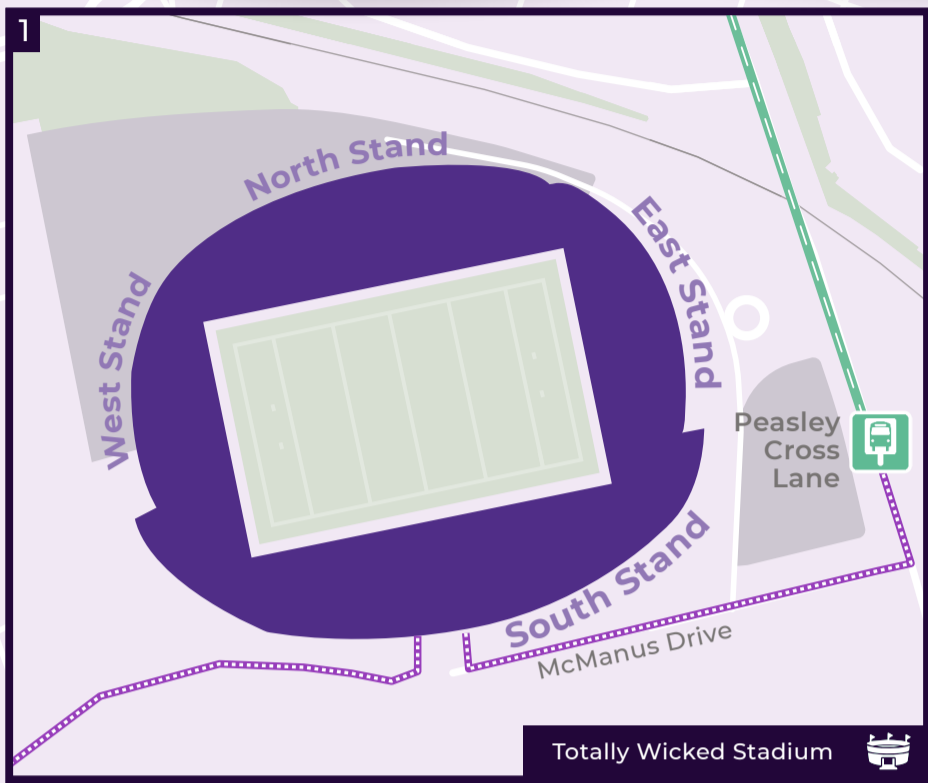 1
North Stand
East Stand
West Stand
Peasley
Cross
Lane
South Stand
McManus Drive
Totally Wicked Stadium